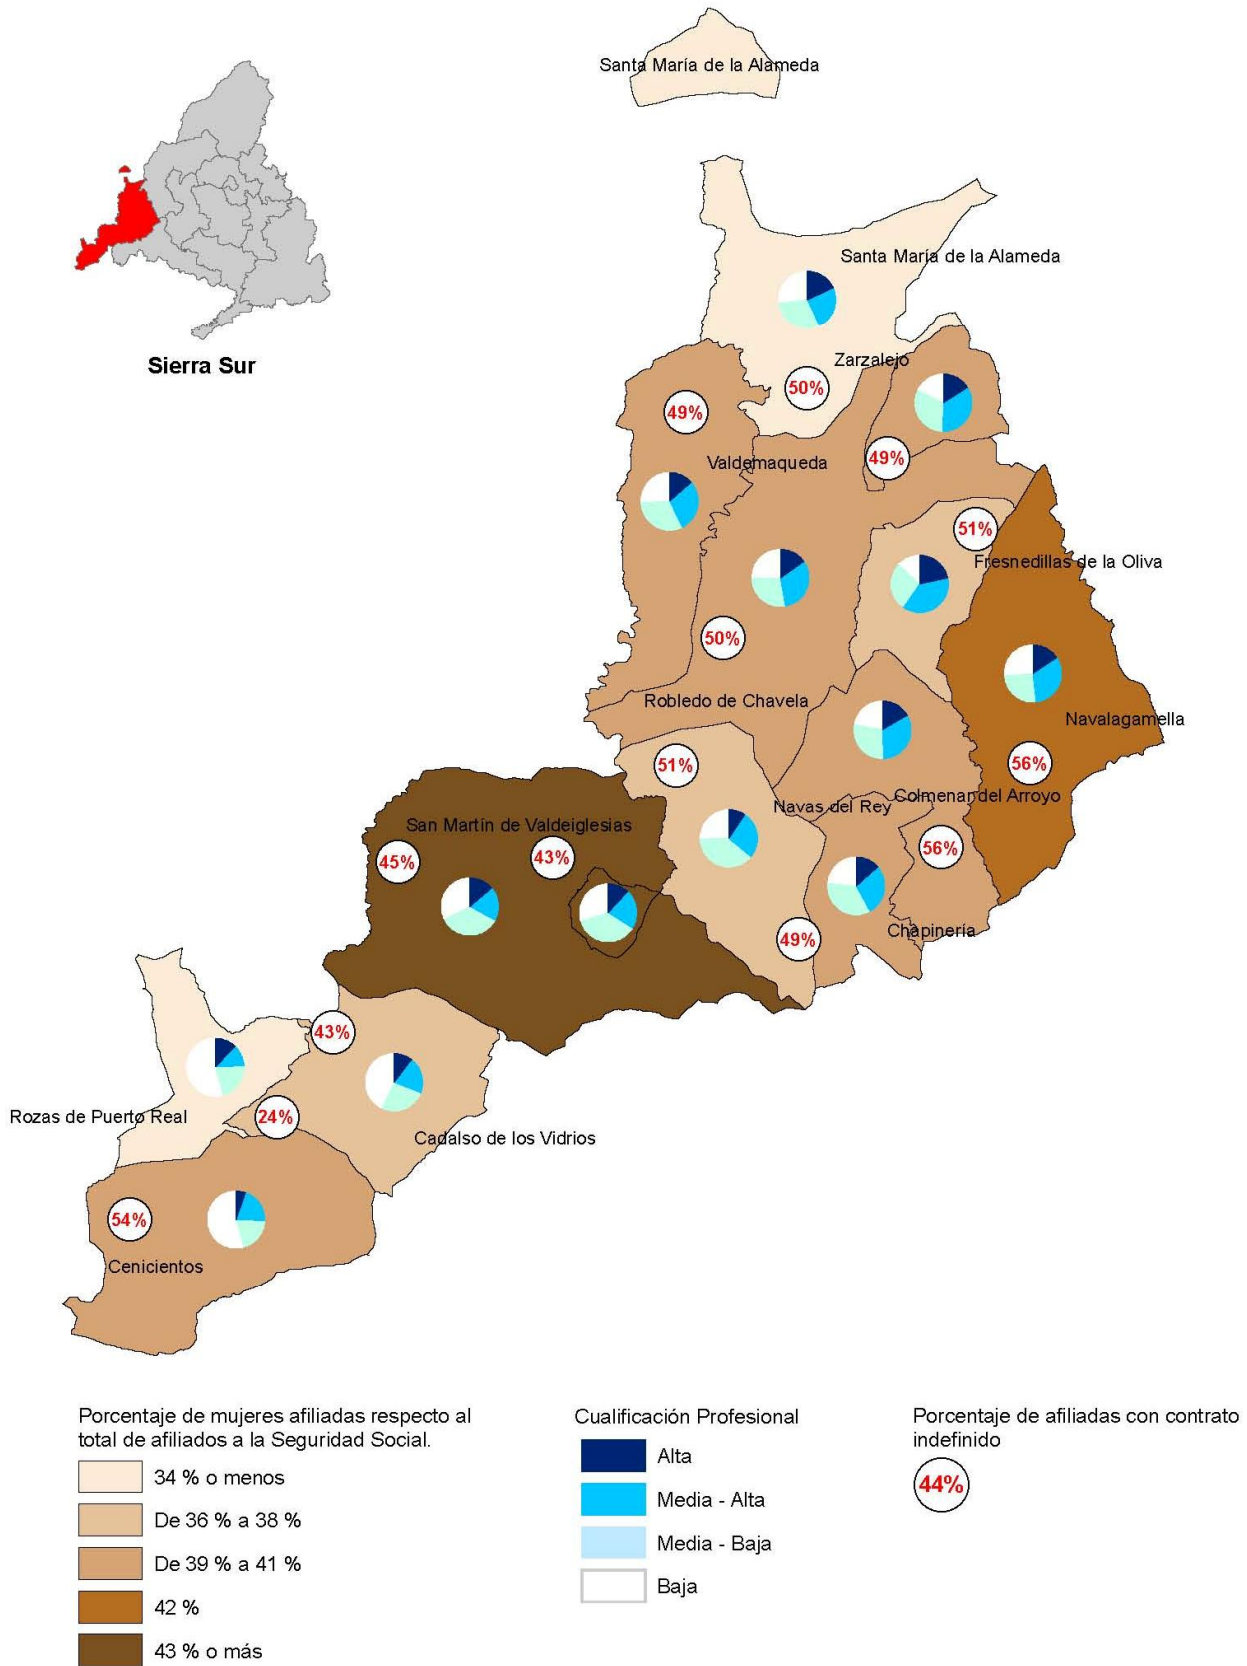 Santa María de la Alameda
Sierra Sur
Santa María de la Alameda
Zarzalejo
50%
49%
Valdemaqueda
49%
51%
Fresnedillas de la Oliva
50%
Robledo de Chavela
Navalagamella
51%
56%
Colmenar del Arroyo
Navas del Rey
San Martín de Valdeiglesias
45%
43%
56%
Chapinería
49%
43%
Rozas de Puerto Real
24%
Cadalso de los Vidrios
54%
Cenicientos
Porcentaje de mujeres afiliadas respecto al
total de afiliados a la Seguridad Social.
34 % o menos
De 36 % a 38 %
De 39 % a 41 %
42 %
43 % o más
Cualificación Profesional
Alta
Media - Alta
Media - Baja
Baja
Porcentaje de afiliadas con contrato
indefinido
44%